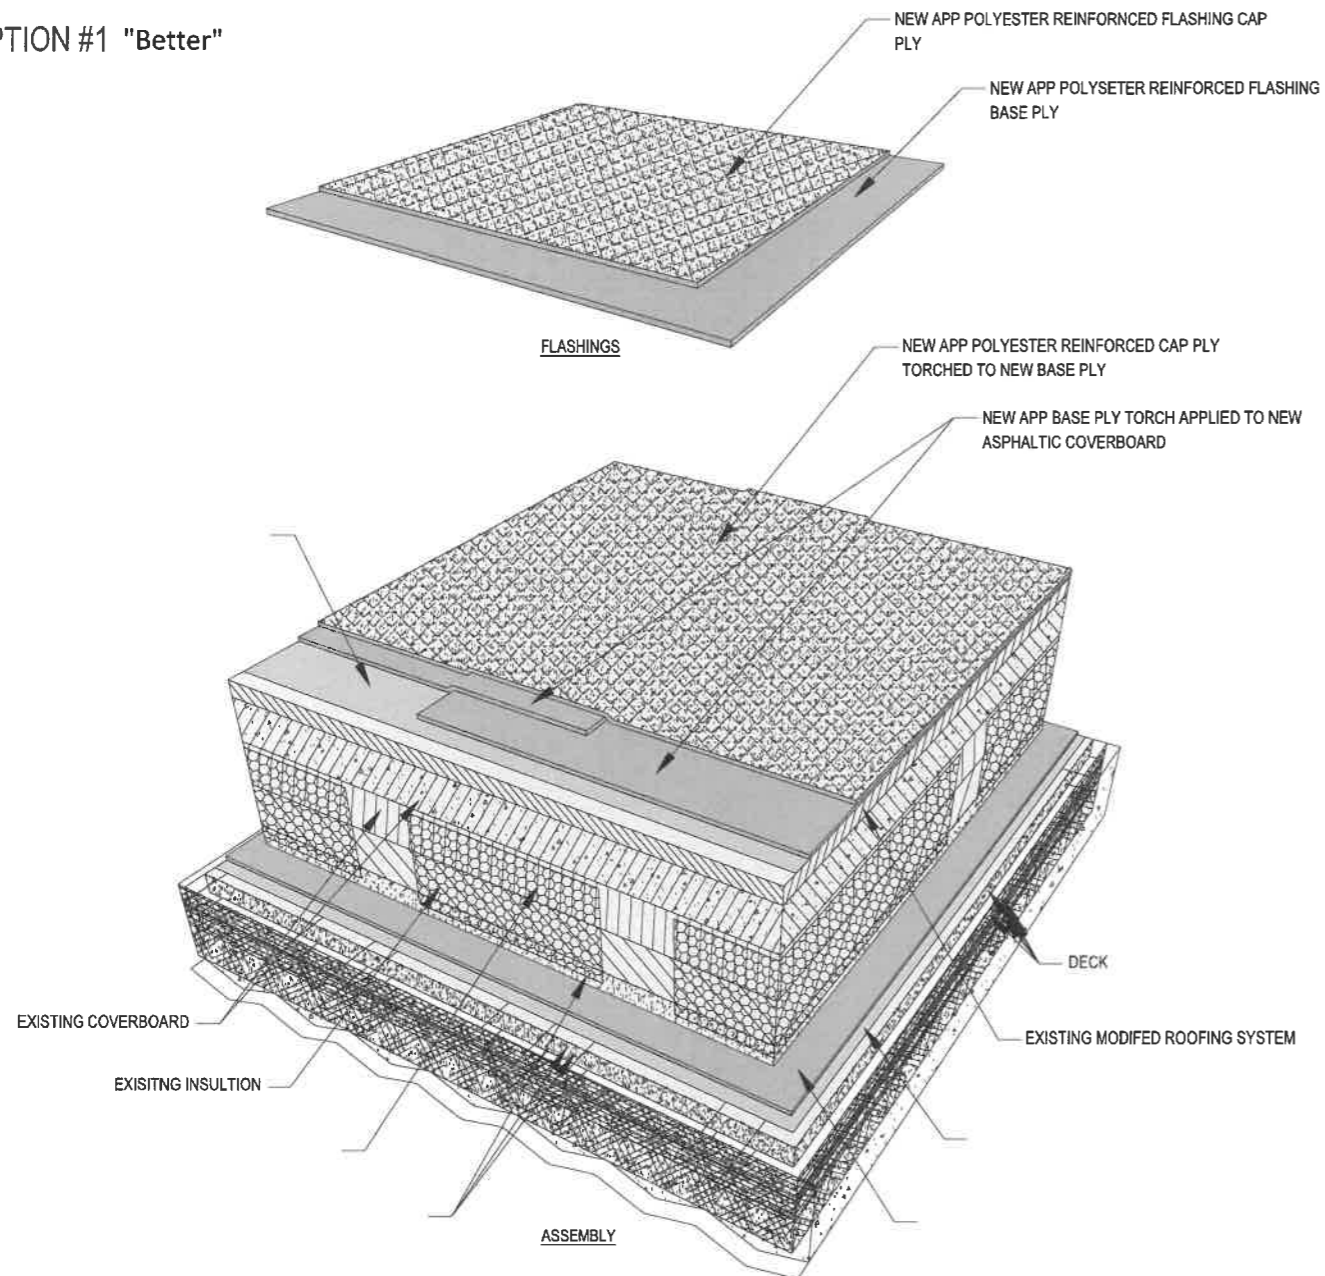 PTION #1 "Better"
NEW APP POLYESTER REINFORNCED FLASHING CAP
PLY
NEW APP POLYSETER REINFORCED FLASHING
BASE PLY
FLASHINGS
NEW APP POLYESTER REINFORCED CAP PLY
TORCHED TO NEW BASE PLY
NEW APP BASE PLY TORCH APPLIED TO NEW
ASPHALTIC COVERBOARD
DECK
EXISTING COVERBOARD
EXISTING MODIFED ROOFING SYSTEM
EXISITNG INSULTION
ASSEMBLY